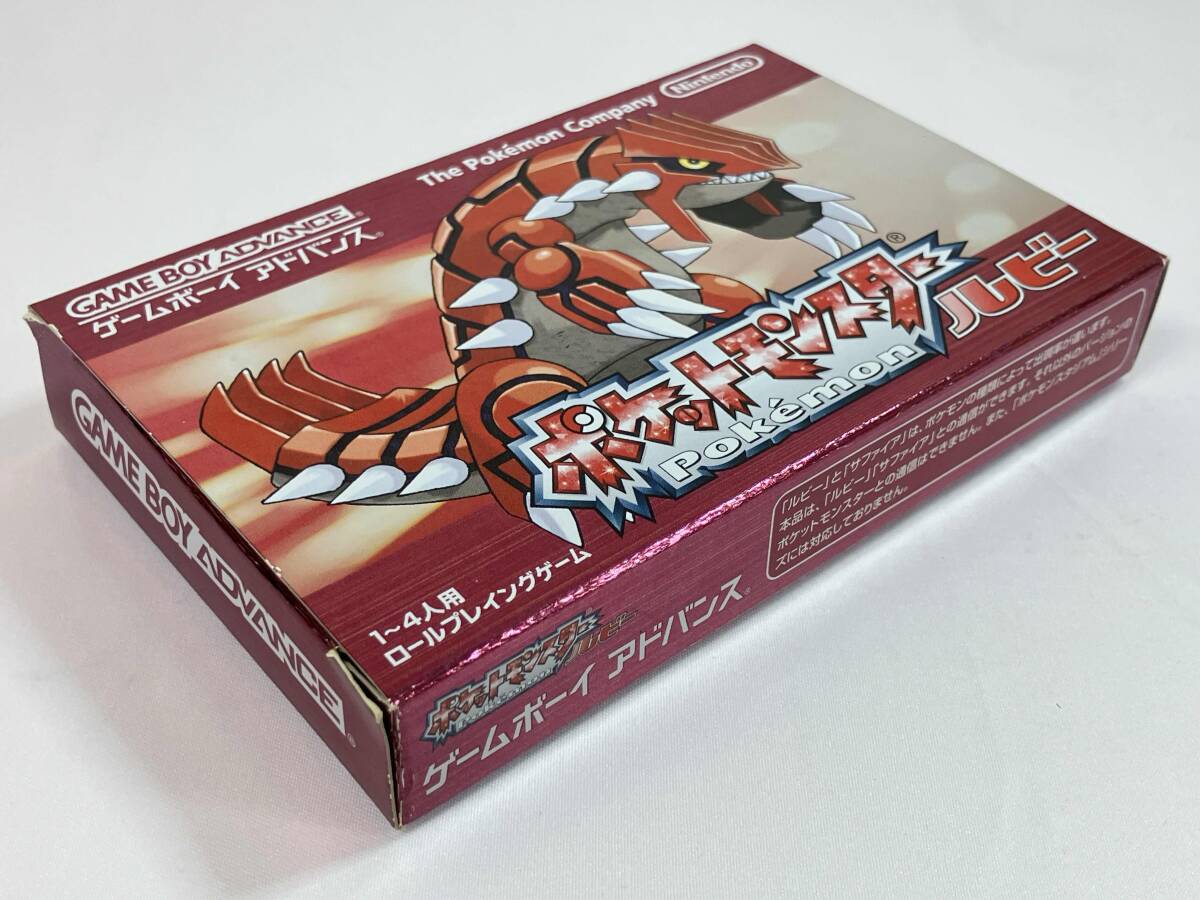 The Pokémon Company
Nintendo
GAME BOY ADVANCE
ゲームボーイ アドバンス®
ポケットモンスター®
Pokémon
ルビー
1~4人用
ロールプレイングゲーム
GAME BOY ADVANCE®
ポケットモンスター ルビー
ゲームボーイ アドバンス®
「ルビー」と「サファイア」は、ポケモンの種類によって出現率が違います。
本品は、「ルビー」「サファイア」との通信ができます。それ以外のバージョンの
ポケットモンスターとの通信はできません。また、「ポケモンスタジアム」シリー
ズには対応しておりません。